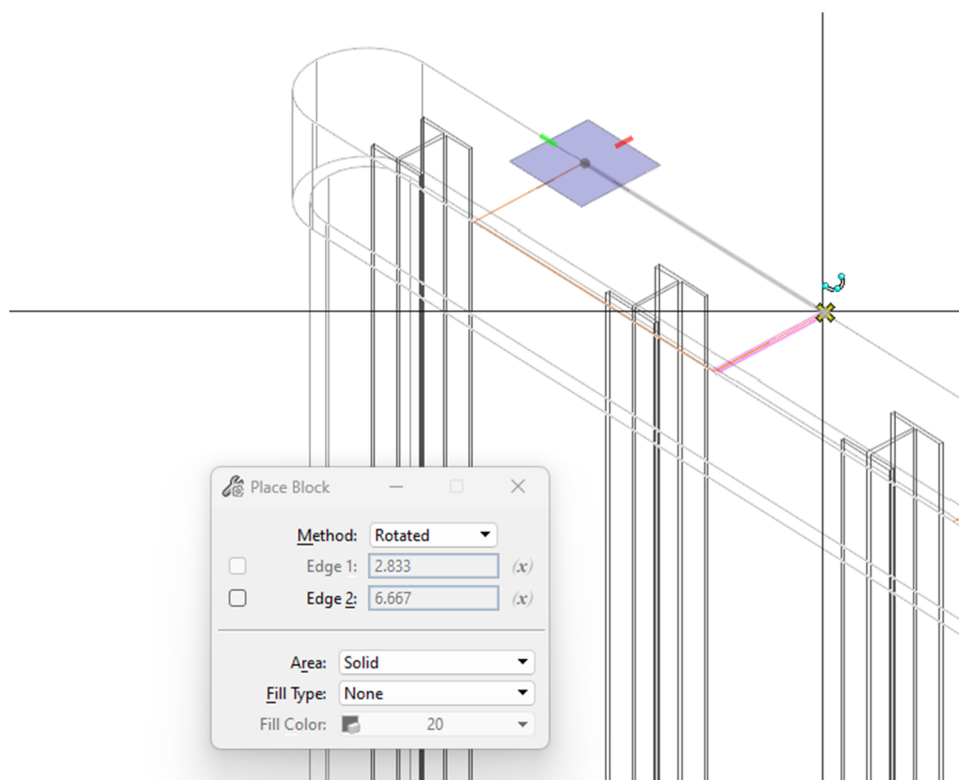 Place Block
Method: Rotated
Edge 1: 2.833 (x)
Edge 2: 6.667 (x)
Area: Solid
Fill Type: None
Fill Color: 20